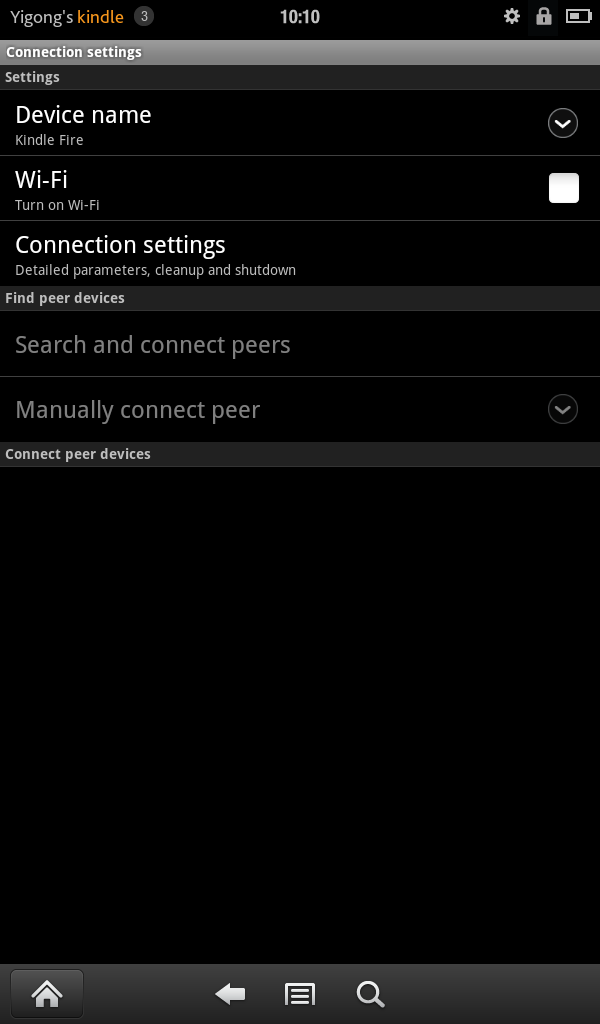 Yigong's kindle 3 10:10
Connection settings
Settings
Device name
Kindle Fire
Wi-Fi
Turn on Wi-Fi
Connection settings
Detailed parameters, cleanup and shutdown
Find peer devices
Search and connect peers
Manually connect peer
Connect peer devices